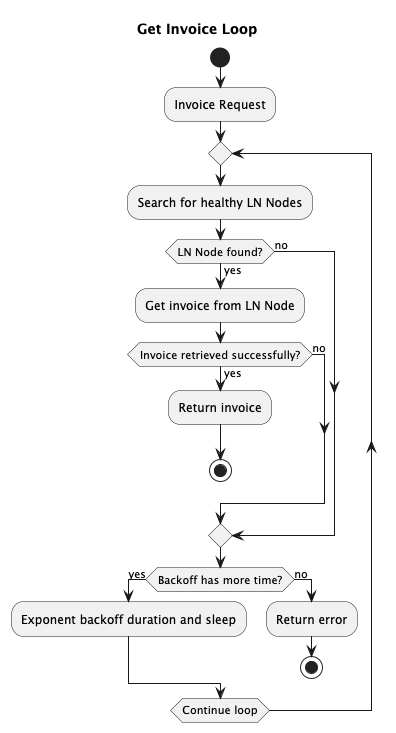 Get Invoice Loop
Invoice Request
Search for healthy LN Nodes
LN Node found?
no
yes
Get invoice from LN Node
Invoice retrieved successfully?
no
yes
Return invoice
Backoff has more time?
yes
no
Exponent backoff duration and sleep
Return error
Continue loop